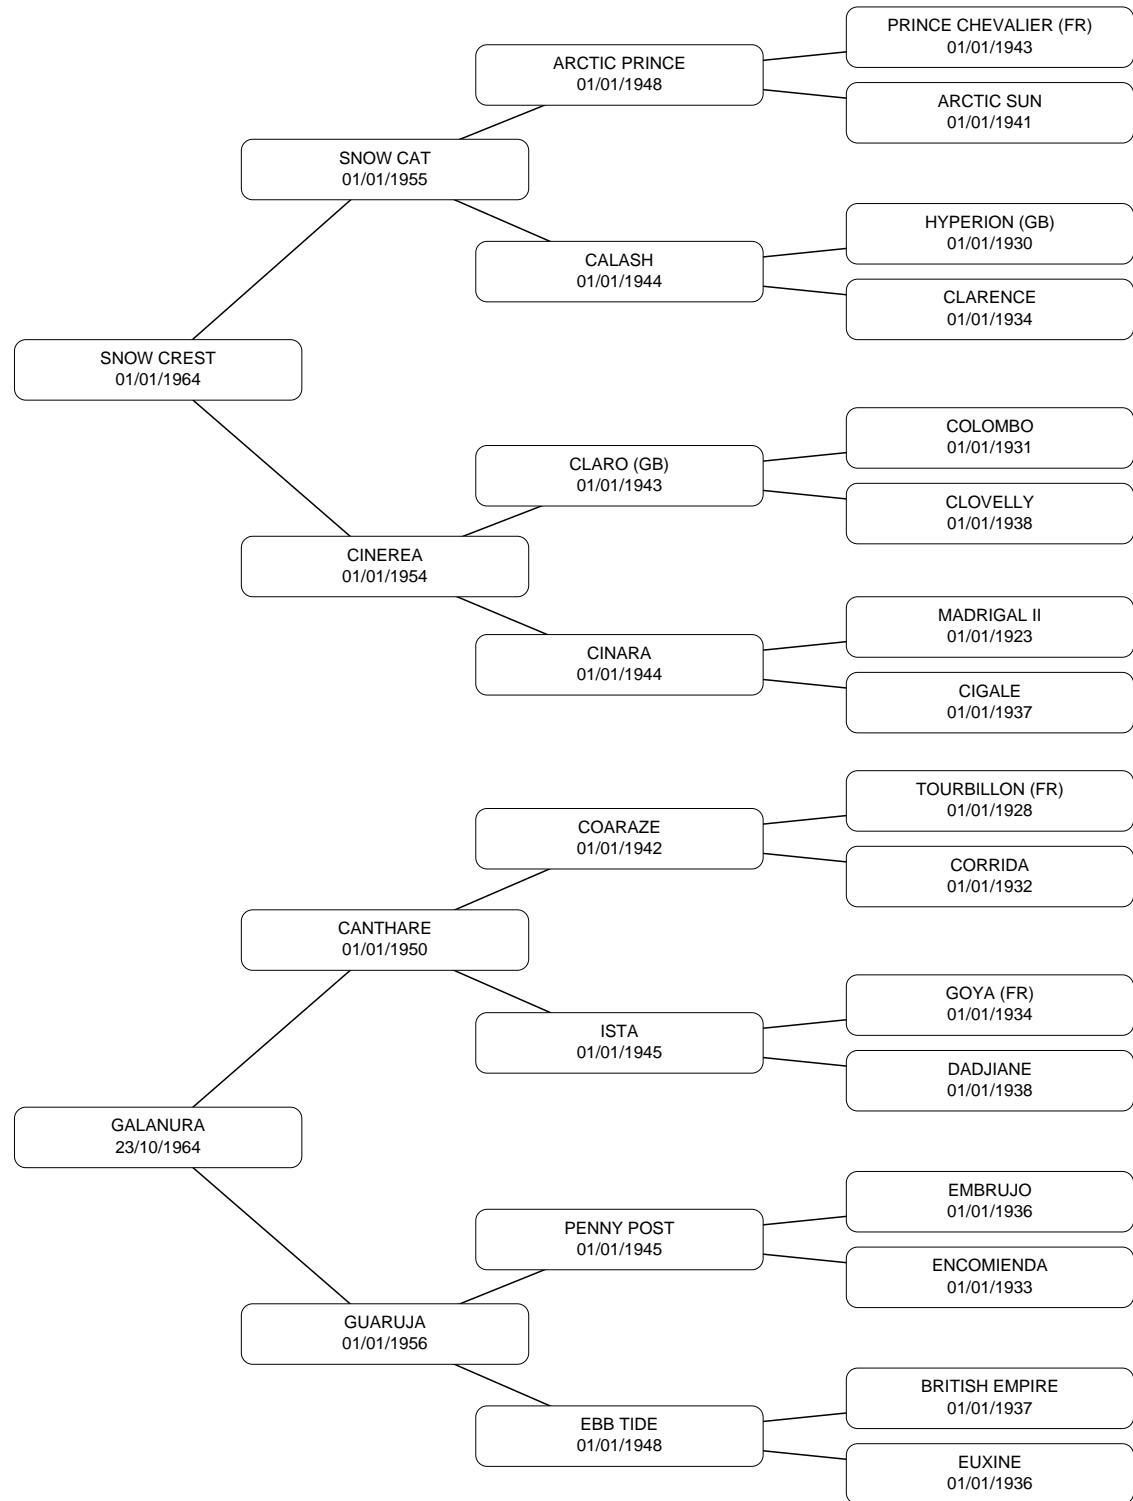 PRINCE CHEVALIER (FR)
01/01/1943
ARCTIC PRINCE
01/01/1948
ARCTIC SUN
01/01/1941
SNOW CAT
01/01/1955
HYPERION (GB)
01/01/1930
CALASH
01/01/1944
CLARENCE
01/01/1934
SNOW CREST
01/01/1964
COLOMBO
01/01/1931
CLARO (GB)
01/01/1943
CLOVELLY
01/01/1938
CINEREA
01/01/1954
MADRIGAL II
01/01/1923
CINARA
01/01/1944
CIGALE
01/01/1937
TOURBILLON (FR)
01/01/1928
COARAZE
01/01/1942
CORRIDA
01/01/1932
CANTHARE
01/01/1950
GOYA (FR)
01/01/1934
ISTA
01/01/1945
DADJIANE
01/01/1938
GALANURA
23/10/1964
EMBRUJO
01/01/1936
PENNY POST
01/01/1945
ENCOMIENDA
01/01/1933
GUARUJA
01/01/1956
BRITISH EMPIRE
01/01/1937
EBB TIDE
01/01/1948
EUXINE
01/01/1936